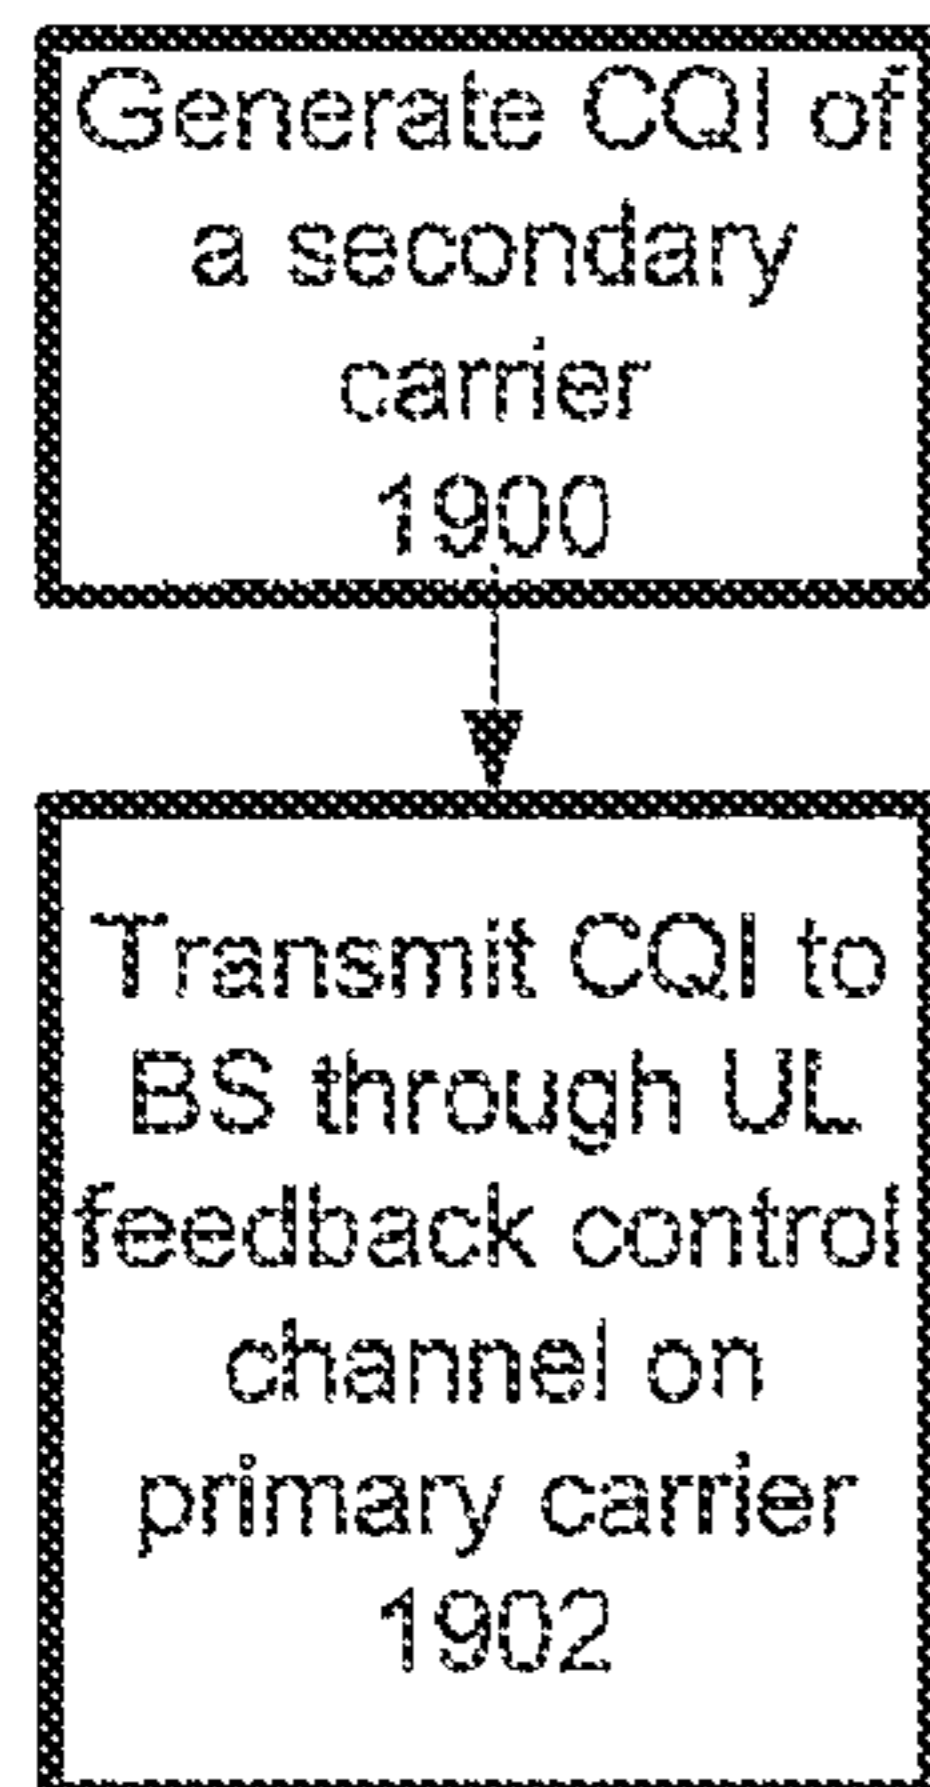 Generate CQI of
a secondary
carrier
1900
Transmit CQI to
BS through UL
feedback control
channel on
primary carrier
1902